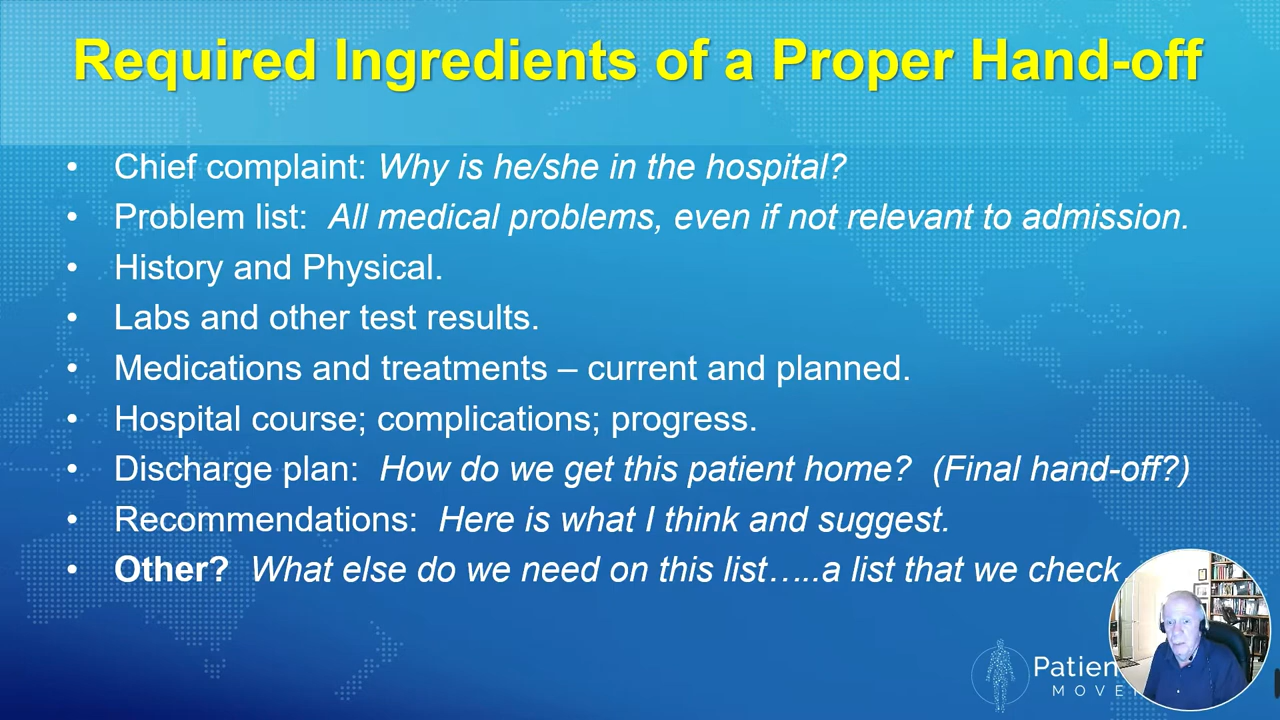 Required Ingredients of a Proper Hand-off
• Chief complaint: Why is he/she in the hospital?
• Problem list: All medical problems, even if not relevant to admission.
• History and Physical.
• Labs and other test results.
• Medications and treatments – current and planned.
• Hospital course; complications; progress.
• Discharge plan: How do we get this patient home? (Final hand-off?)
• Recommendations: Here is what I think and suggest.
• Other? What else do we need on this list…..a list that we check.